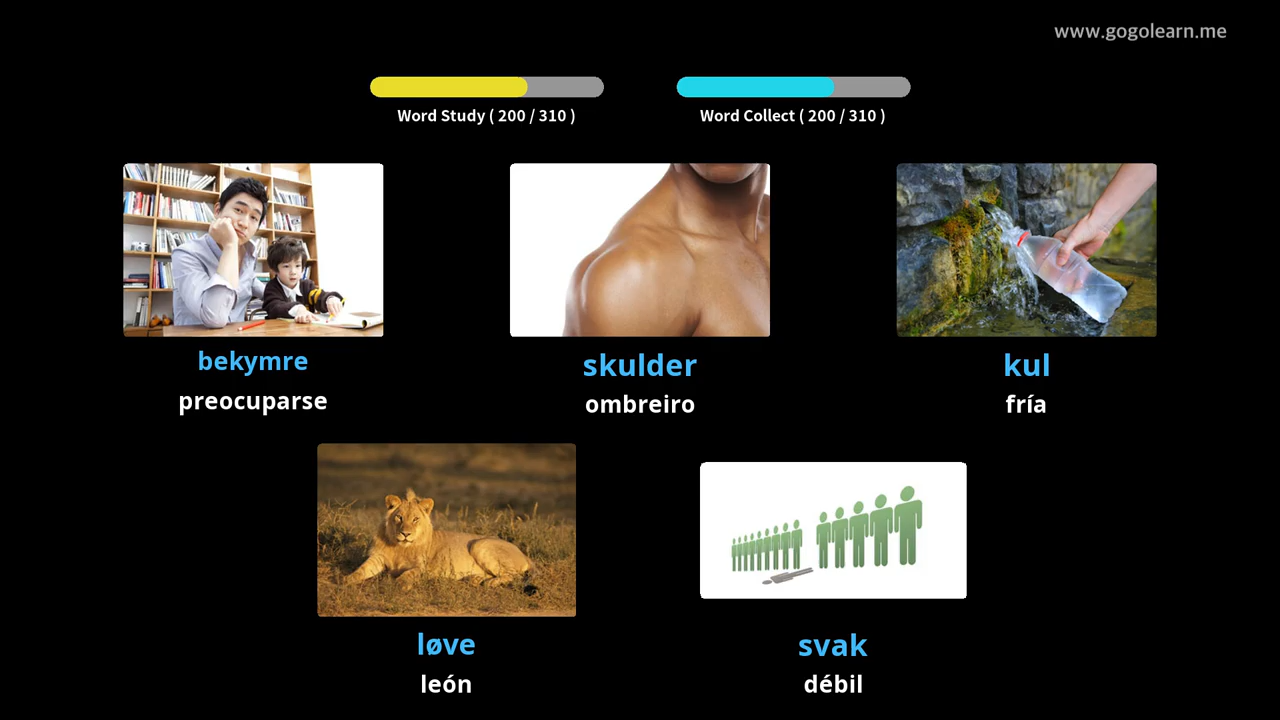 www.gogolearn.me
Word Study ( 200 / 310 )
Word Collect ( 200 / 310 )
bekymre
preocuparse
skulder
ombreiro
kul
fría
løve
león
svak
débil